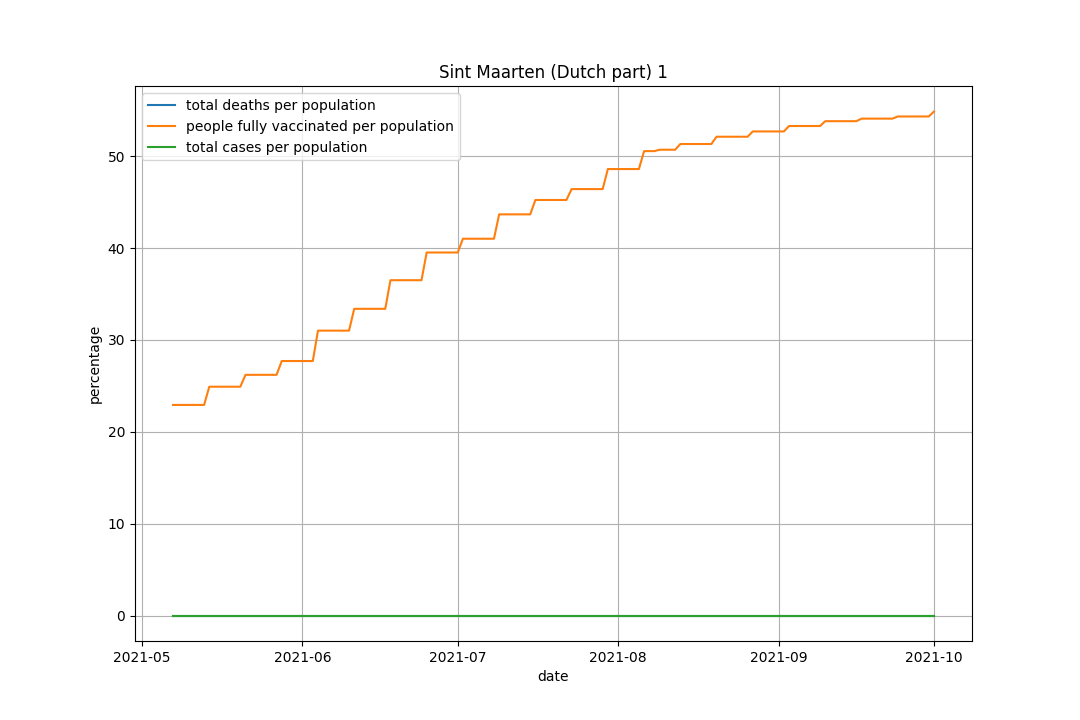 Sint Maarten (Dutch part) 1
total deaths per population
people fully vaccinated per population
total cases per population
percentage
50
40
30
20
10
0
2021-05 2021-06 2021-07 2021-08 2021-09 2021-10
date